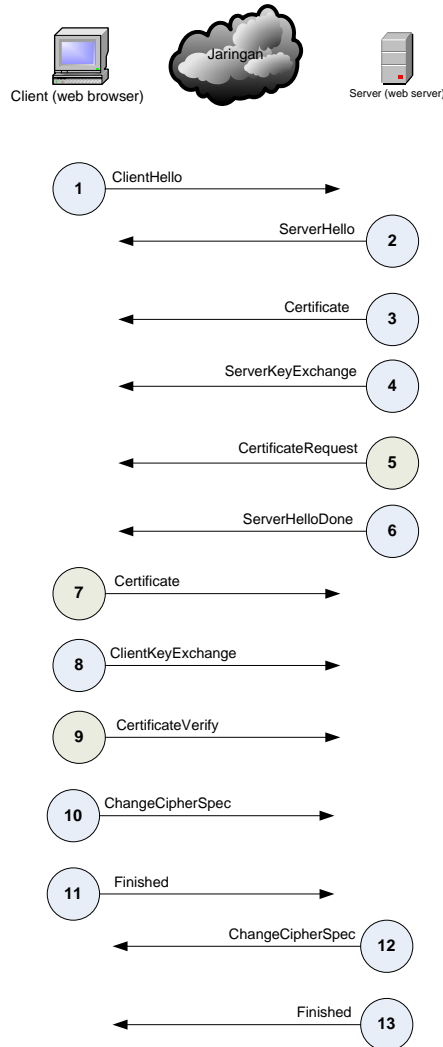 Jaringan
Client (web browser)
Server (web server)
1 ClientHello
ServerHello 2
Certificate 3
ServerKeyExchange 4
CertificateRequest 5
ServerHelloDone 6
7 Certificate
8 ClientKeyExchange
9 CertificateVerify
10 ChangeCipherSpec
11 Finished
ChangeCipherSpec 12
Finished 13